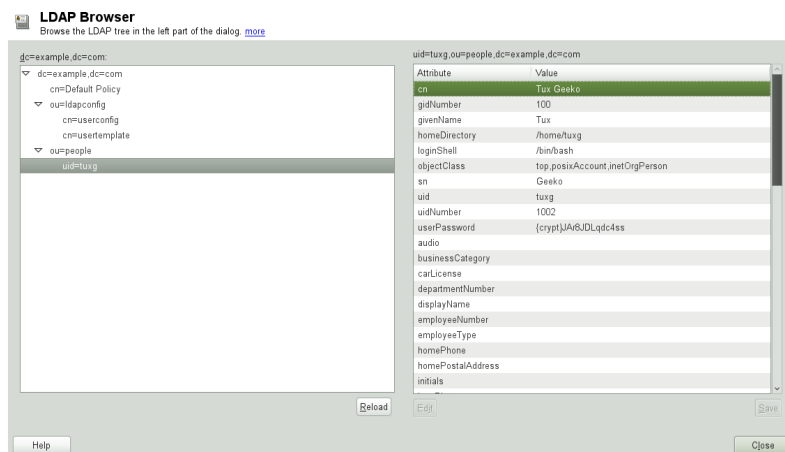 LDAP Browser
Browse the LDAP tree in the left part of the dialog. more
dc=example,dc=com:
dc=example,dc=com
cn=Default Policy
ou=ldapconfig
cn=userconfig
cn=usertemplate
ou=people
uid=tuxg
Reload
uid=tuxg,ou=people,dc=example,dc=com
Attribute Value
cn Tux Geeko
gidNumber 100
givenName Tux
homeDirectory /home/tuxg
loginShell /bin/bash
objectClass top,posixAccount,inetOrgPerson
sn Geeko
uid tuxg
uidNumber 1002
userPassword {crypt}JAr8JDLqdc4ss
audio
businessCategory
carLicense
departmentNumber
displayName
employeeNumber
employeeType
homePhone
homePostalAddress
initials
Edit Save
Help Close